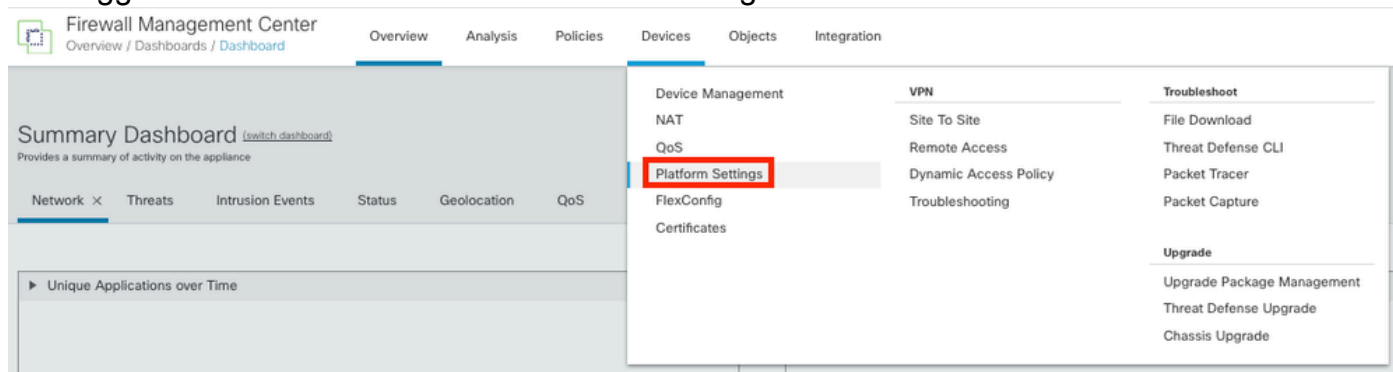 Firewall Management Center
Overview / Dashboards / Dashboard
Overview Analysis Policies Devices Objects Integration
Summary Dashboard (switch dashboard)
Provides a summary of activity on the appliance
Network × Threats Intrusion Events Status Geolocation QoS
▶ Unique Applications over Time
Device Management
NAT
QoS
Platform Settings
FlexConfig
Certificates
VPN
Site To Site
Remote Access
Dynamic Access Policy
Troubleshooting
Troubleshoot
File Download
Threat Defense CLI
Packet Tracer
Packet Capture
Upgrade
Upgrade Package Management
Threat Defense Upgrade
Chassis Upgrade